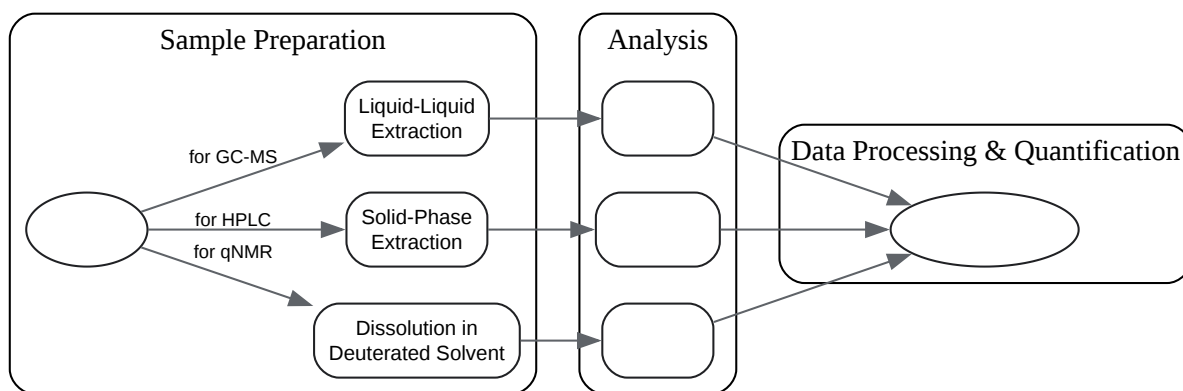 Sample Preparation
Analysis
Data Processing & Quantification
Liquid-Liquid
Extraction
for GC-MS
for HPLC
for qNMR
Solid-Phase
Extraction
Dissolution in
Deuterated Solvent